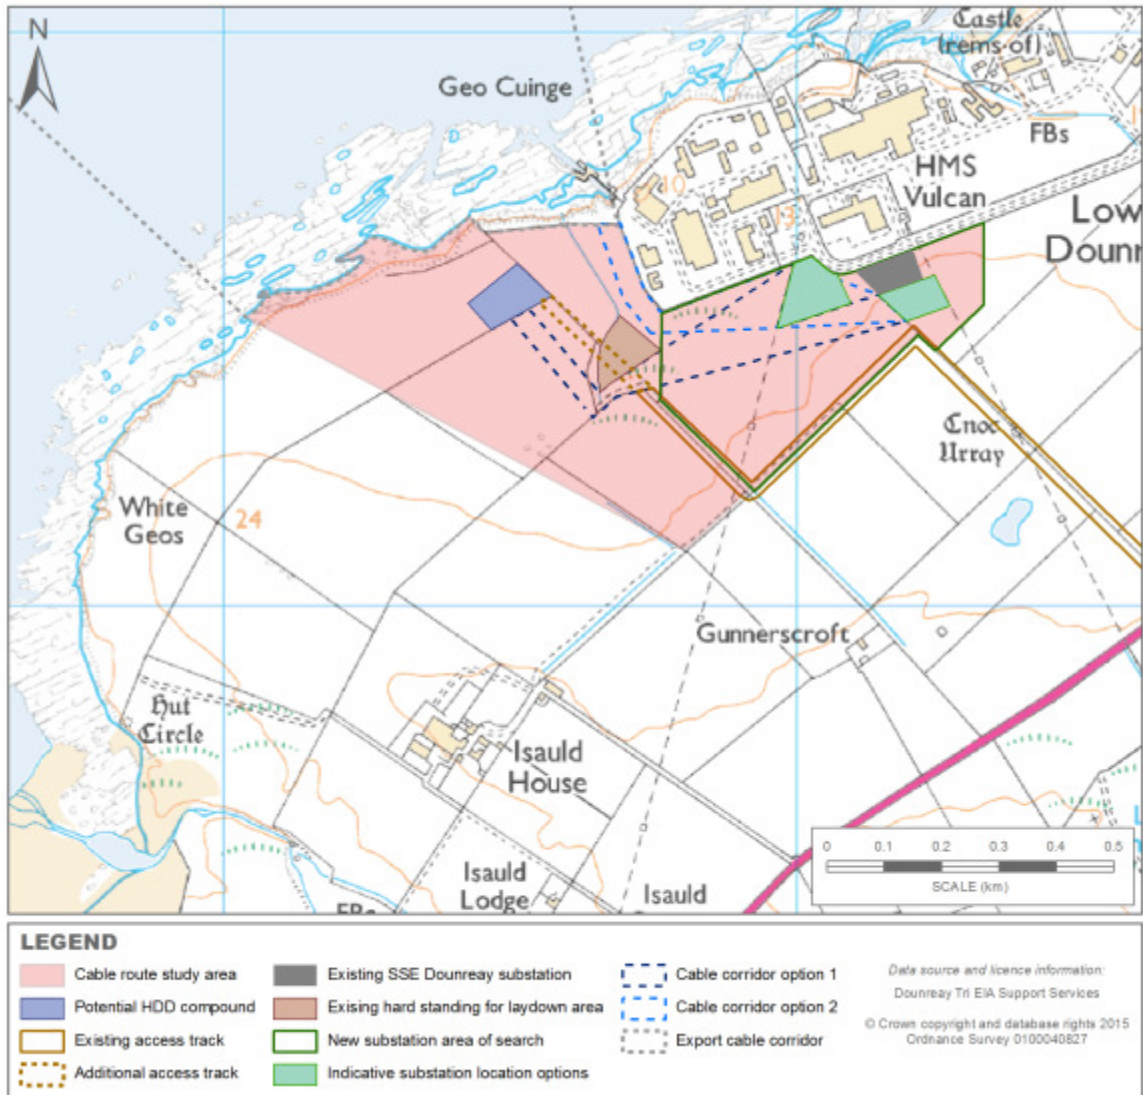 N
Castle
(rems of)
Geo Cuinge
FBs
10
HMS
Vulcan
13
Low
Dounr
Cnoc
Urray
White
Geos
24
Gunnerscroft
Hut
Circle
Isauld
House
0 0.1 0.2 0.3 0.4 0.5
SCALE (km)
Isauld
Lodge
Isauld
FBs
LEGEND
Cable route study area
Potential HDD compound
Existing access track
Additional access track
Existing SSE Dounreay substation
Exising hard standing for laydown area
New substation area of search
Indicative substation location options
Cable corridor option 1
Cable corridor option 2
Export cable corridor
Data source and licence information:
Dounreay Tri EIA Support Services
© Crown copyright and database rights 2015
Ordnance Survey 0100040827